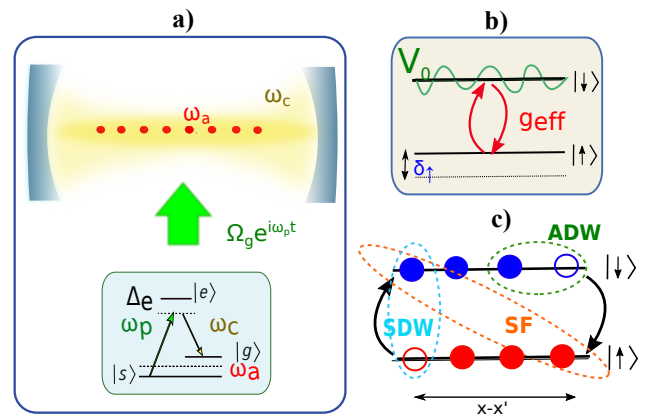 a)
ω_c
ω_a
Ω_g e^{iω_p t}
Δ_e
|e⟩
ω_p
ω_c
|g⟩
ω_a
|s⟩
b)
V_0
|↓⟩
g_eff
|↑⟩
δ_↑
c)
ADW
|↓⟩
SDW
SF
|↑⟩
x-x'